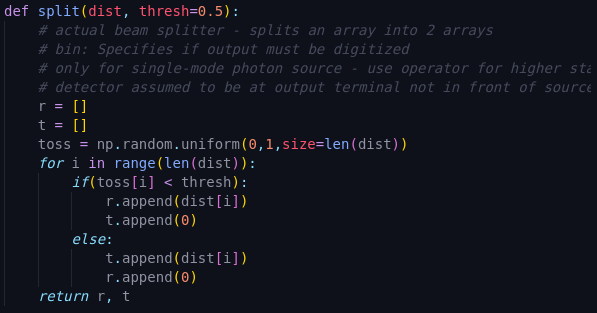 def split(dist, thresh=0.5):
    # actual beam splitter - splits an array into 2 arrays
    # bin: Specifies if output must be digitized
    # only for single-mode photon source - use operator for higher sta
    # detector assumed to be at output terminal not in front of source
    r = []
    t = []
    toss = np.random.uniform(0,1,size=len(dist))
    for i in range(len(dist)):
        if(toss[i] < thresh):
            r.append(dist[i])
            t.append(0)
        else:
            t.append(dist[i])
            r.append(0)
    return r, t